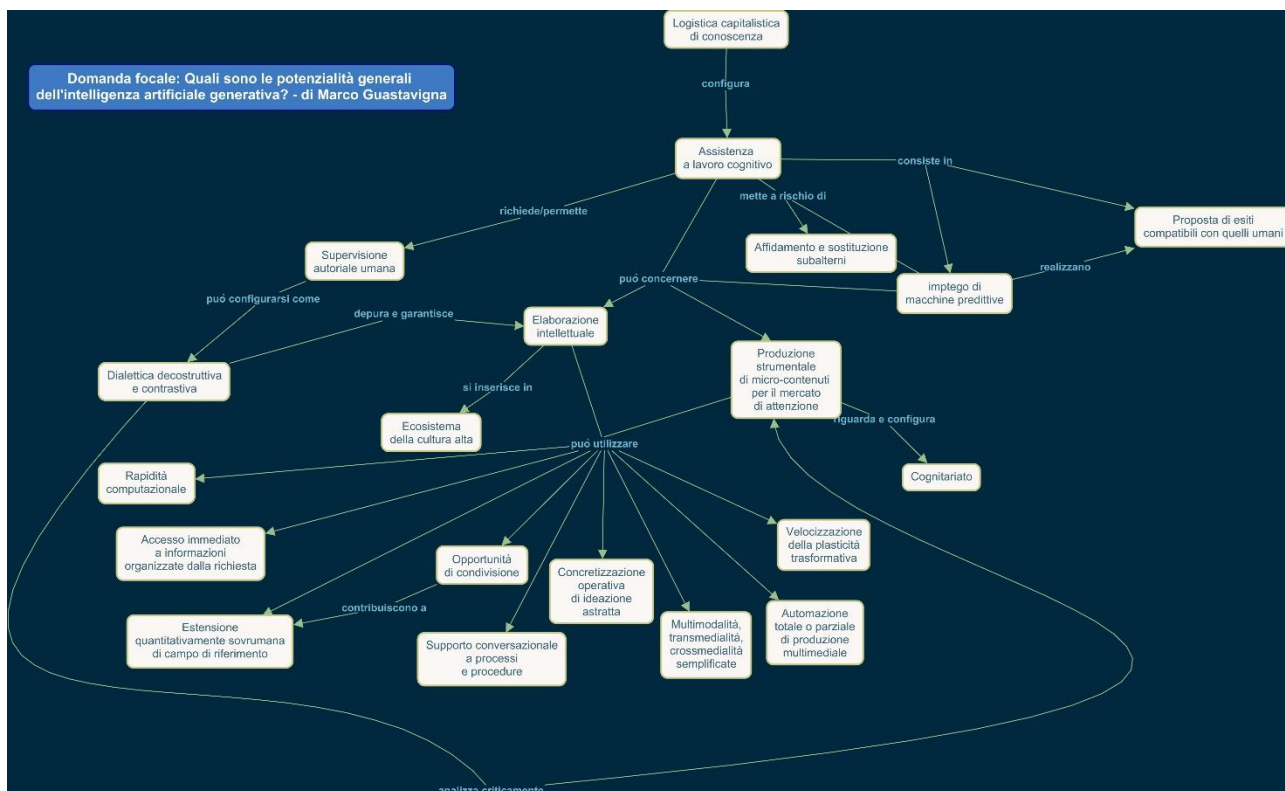 Logistica capitalistica
di conoscenza
Domanda focale: Quali sono le potenzialità generali
dell'intelligenza artificiale generativa? - di Marco Guastavigna
configura
Assistenza
a lavoro cognitivo
consiste in
mette a rischio di
richiede/permette
Proposta di esiti
compatibili con quelli umani
Affidamento e sostituzione
subalterni
Supervisione
autoriale umana
realizzano
può concernere
impiego di
macchine predittive
può configurarsi come
depura e garantisce
Elaborazione
intellettuale
Produzione
strumentale
di micro-contenuti
per il mercato
di attenzione
Dialettica decostruttiva
e contrastiva
si inserisce in
Ecosistema
della cultura alta
riguarda e configura
può utilizzare
Rapidità
computazionale
Cognitariato
Accesso immediato
a informazioni
organizzate dalla richiesta
Opportunità
di condivisione
Concretizzazione
operativa
di ideazione
astratta
Velocizzazione
della plasticità
trasformativa
contribuiscono a
Estensione
quantitativamente sovrumana
di campo di riferimento
Supporto conversazionale
a processi
e procedure
Multimodalità,
transmedialità,
crossmedialità
semplificate
Automazione
totale o parziale
di produzione
multimediale
analizza criticamente